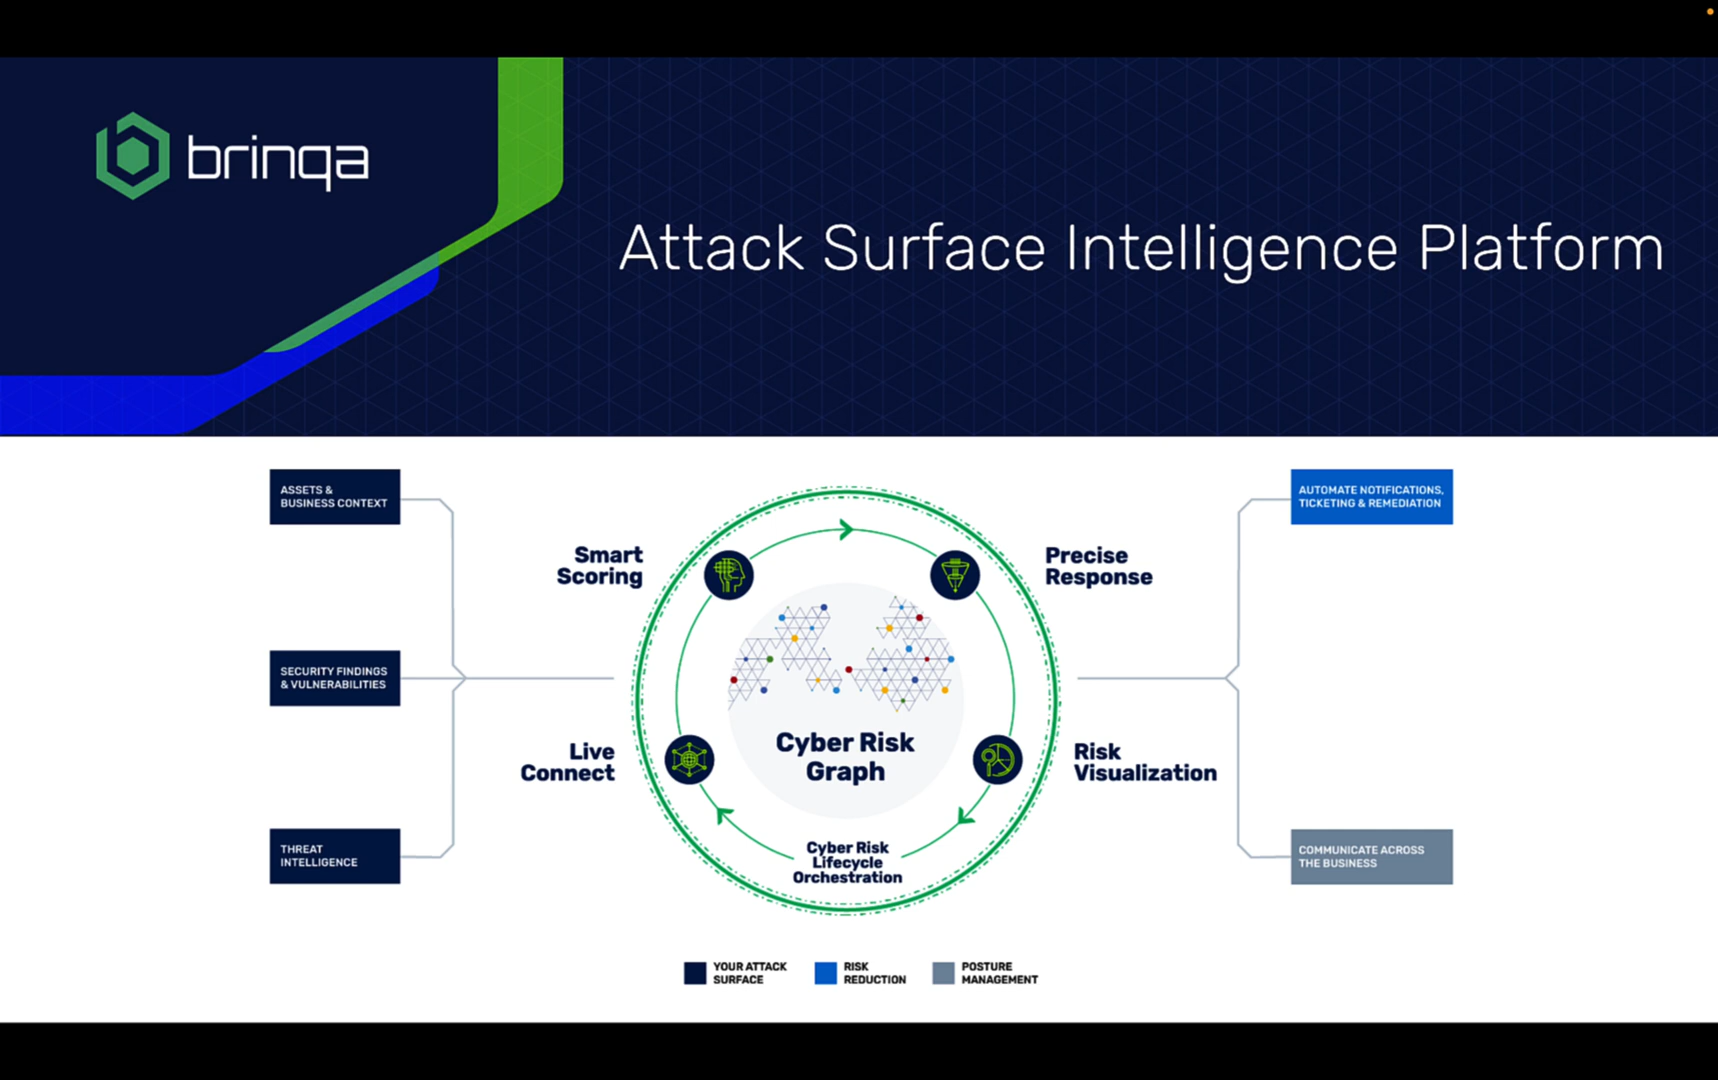 brinqa
Attack Surface Intelligence Platform
ASSETS &
BUSINESS CONTEXT
SECURITY FINDINGS
& VULNERABILITIES
THREAT
INTELLIGENCE
Smart
Scoring
Live
Connect
Precise
Response
Risk
Visualization
Cyber Risk
Graph
Cyber Risk
Lifecycle
Orchestration
AUTOMATE NOTIFICATIONS,
TICKETING & REMEDIATION
COMMUNICATE ACROSS
THE BUSINESS
YOUR ATTACK
SURFACE
RISK
REDUCTION
POSTURE
MANAGEMENT